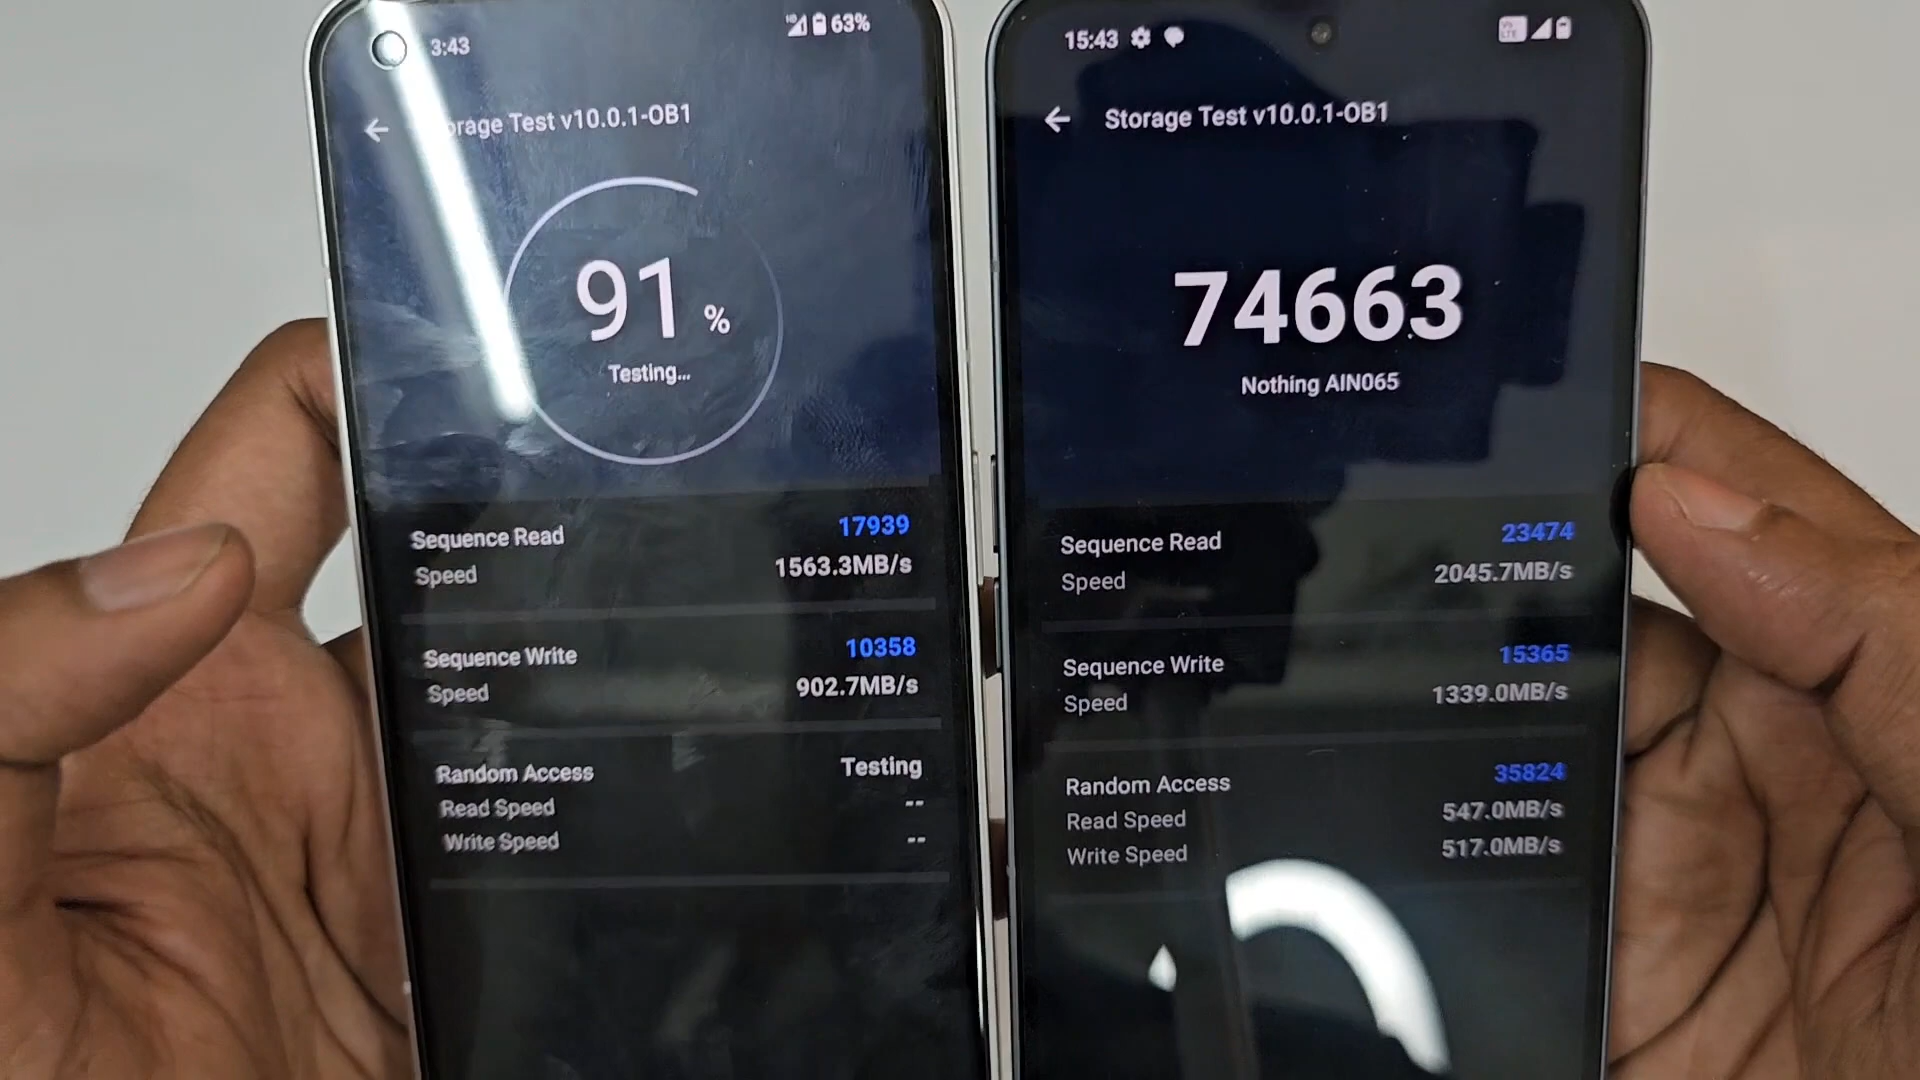 3:43
63%
orage Test v10.0.1-OB1
91 %
Testing...
Sequence Read 17939
Speed 1563.3MB/s
Sequence Write 10358
Speed 902.7MB/s
Random Access Testing
Read Speed --
Write Speed --
15:43
Storage Test v10.0.1-OB1
74663
Nothing AIN065
Sequence Read 23474
Speed 2045.7MB/s
Sequence Write 15365
Speed 1339.0MB/s
Random Access 35824
Read Speed 547.0MB/s
Write Speed 517.0MB/s